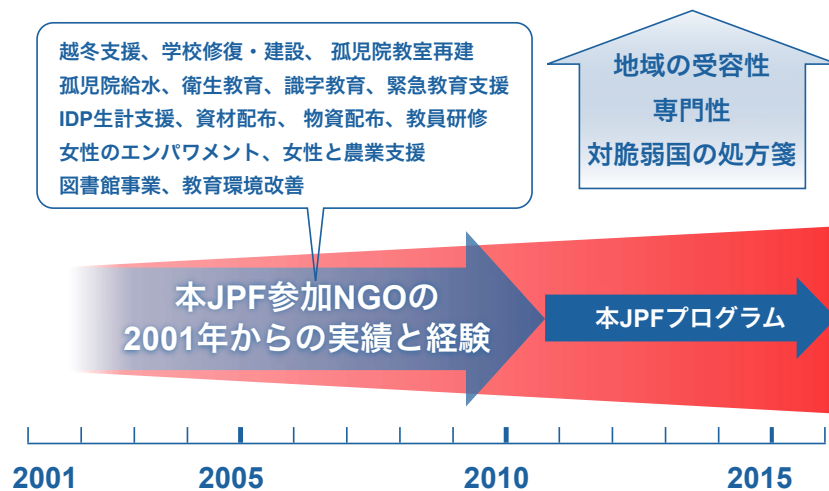 越冬支援、学校修復・建設、 孤児院教室再建
孤児院給水、衛生教育、識字教育、緊急教育支援
IDP生計支援、資材配布、 物資配布、教員研修
女性のエンパワメント、女性と農業支援
図書館事業、教育環境改善
地域の受容性
専門性
対脆弱国の処方箋
本JPF参加NGOの
2001年からの実績と経験
本JPFプログラム
2001 2005 2010 2015